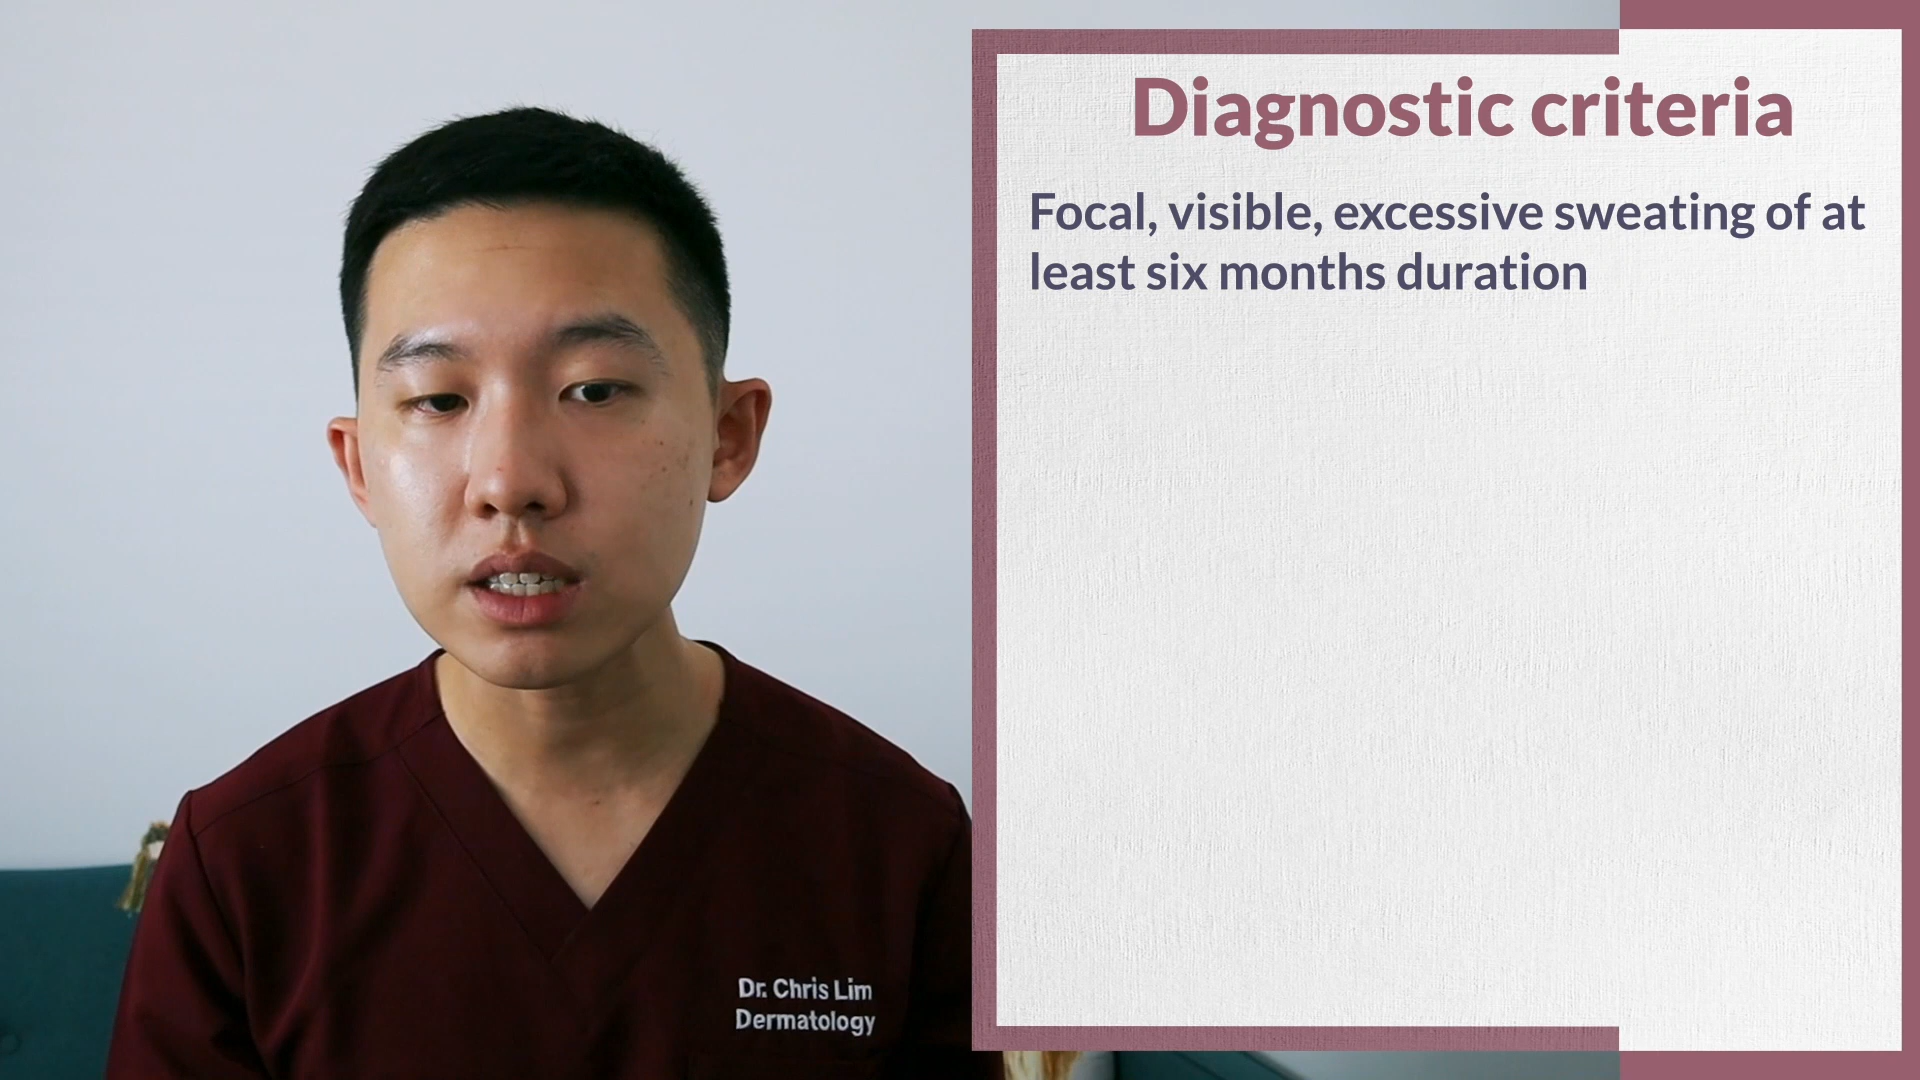 Diagnostic criteria
Focal, visible, excessive sweating of at
least six months duration
Dr. Chris Lim
Dermatology